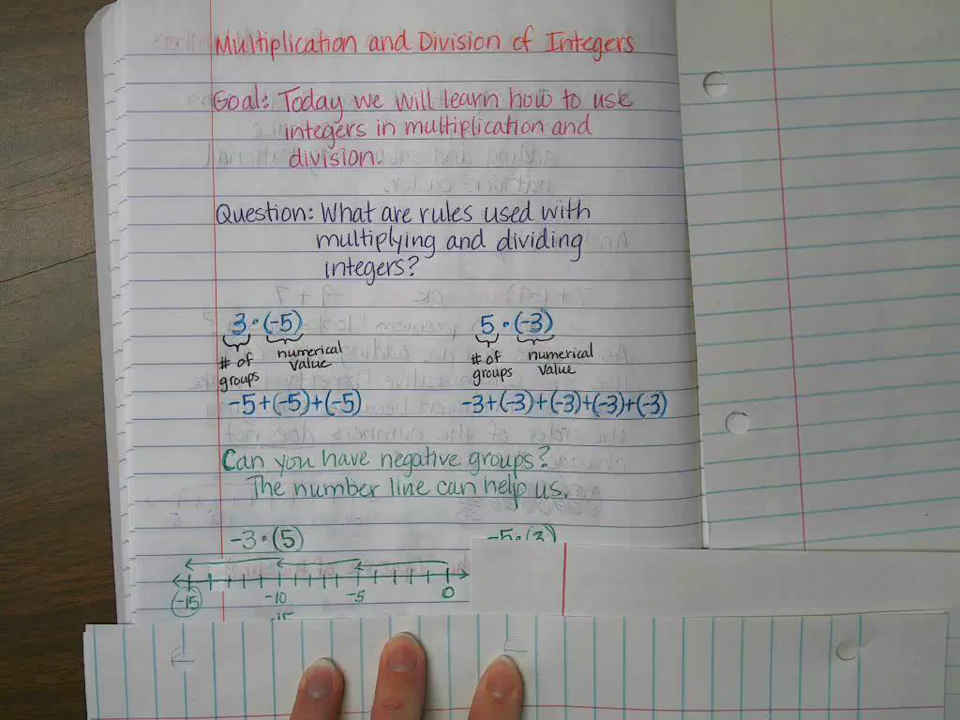 Multiplication and Division of Integers
Goal: Today we will learn how to use
integers in multiplication and
division.
Question: What are rules used with
multiplying and dividing
integers?
3 • (-5)
# of groups
numerical value
-5+(-5)+(-5)
5 • (-3)
# of groups
numerical value
-3+(-3)+(-3)+(-3)+(-3)
Can you have negative groups?
The number line can help us.
-3 • (5)
-5 • (3)
-15 -10 -5 0
-15